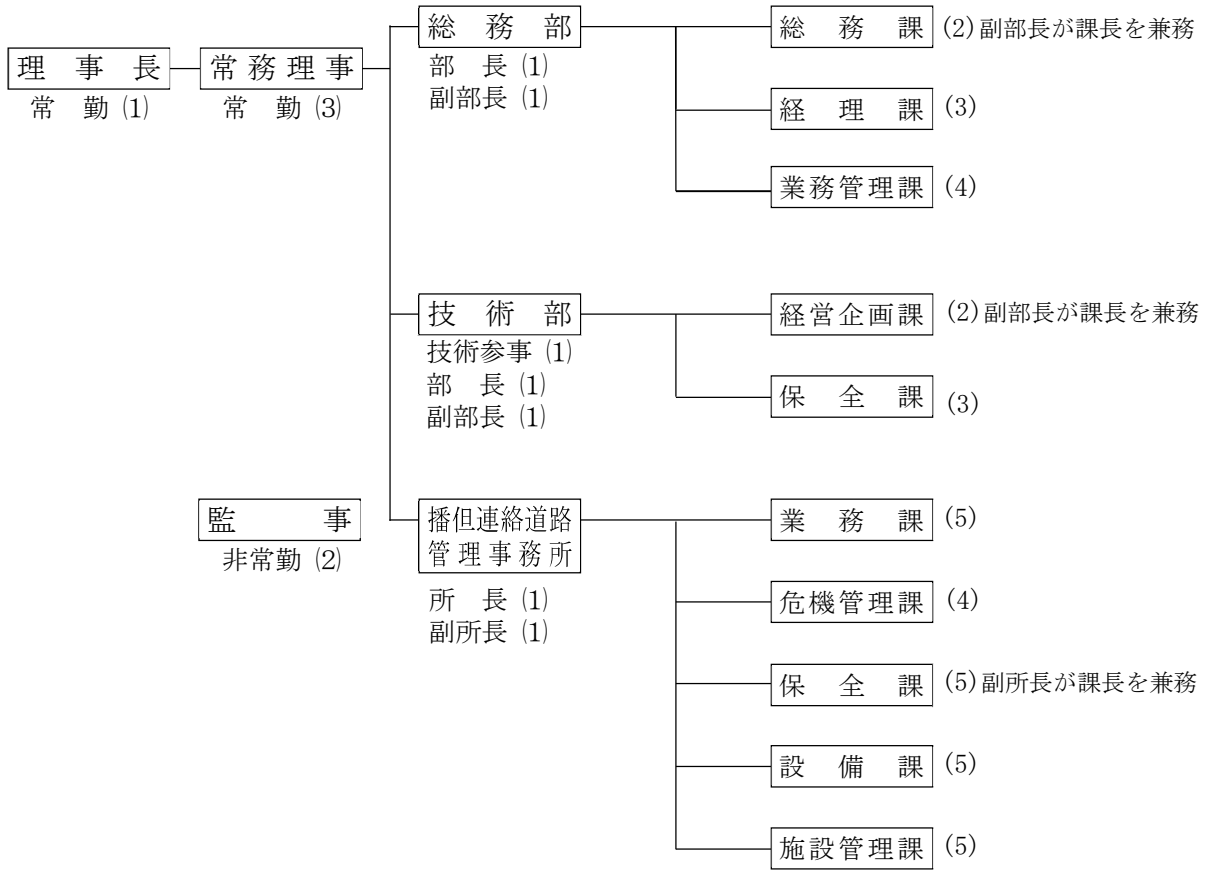 理事長
常勤 (1)
常務理事
常勤 (3)
総務部
部長 (1)
副部長 (1)
総務課 (2)副部長が課長を兼務
経理課 (3)
業務管理課 (4)
技術部
技術参事 (1)
部長 (1)
副部長 (1)
経営企画課 (2)副部長が課長を兼務
保全課 (3)
監事
非常勤 (2)
播但連絡道路
管理事務所
所長 (1)
副所長 (1)
業務課 (5)
危機管理課 (4)
保全課 (5)副所長が課長を兼務
設備課 (5)
施設管理課 (5)